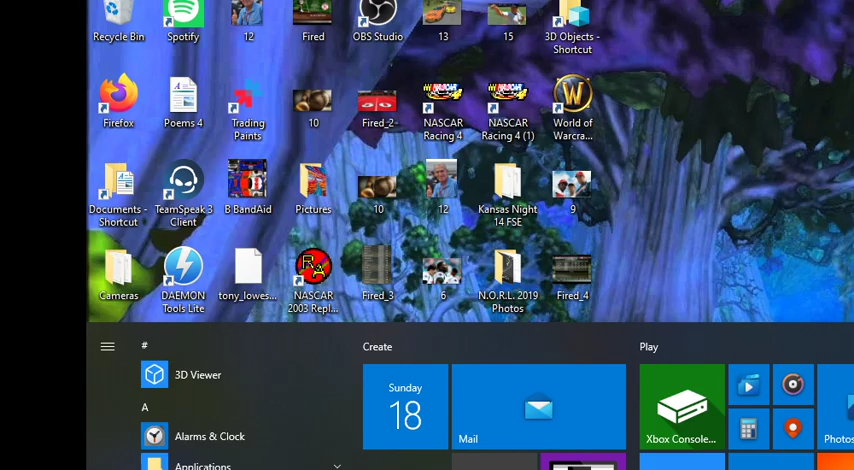 Recycle Bin
Spotify
12
Fired
OBS Studio
13
15
3D Objects -
Shortcut
Firefox
Poems 4
Trading
Paints
10
Fired_2
NASCAR
Racing 4
NASCAR
Racing 4 (1)
World of
Warcra...
Documents -
Shortcut
TeamSpeak 3
Client
B BandAid
Pictures
10
12
Kansas Night
14 FSE
9
Cameras
DAEMON
Tools Lite
tony_lowes...
NASCAR
2003 Repl...
Fired_3
6
N.O.R.L. 2019
Photos
Fired_4
#
Create
Play
3D Viewer
Sunday
18
Mail
Xbox Console...
Photos
A
Alarms & Clock
Applications